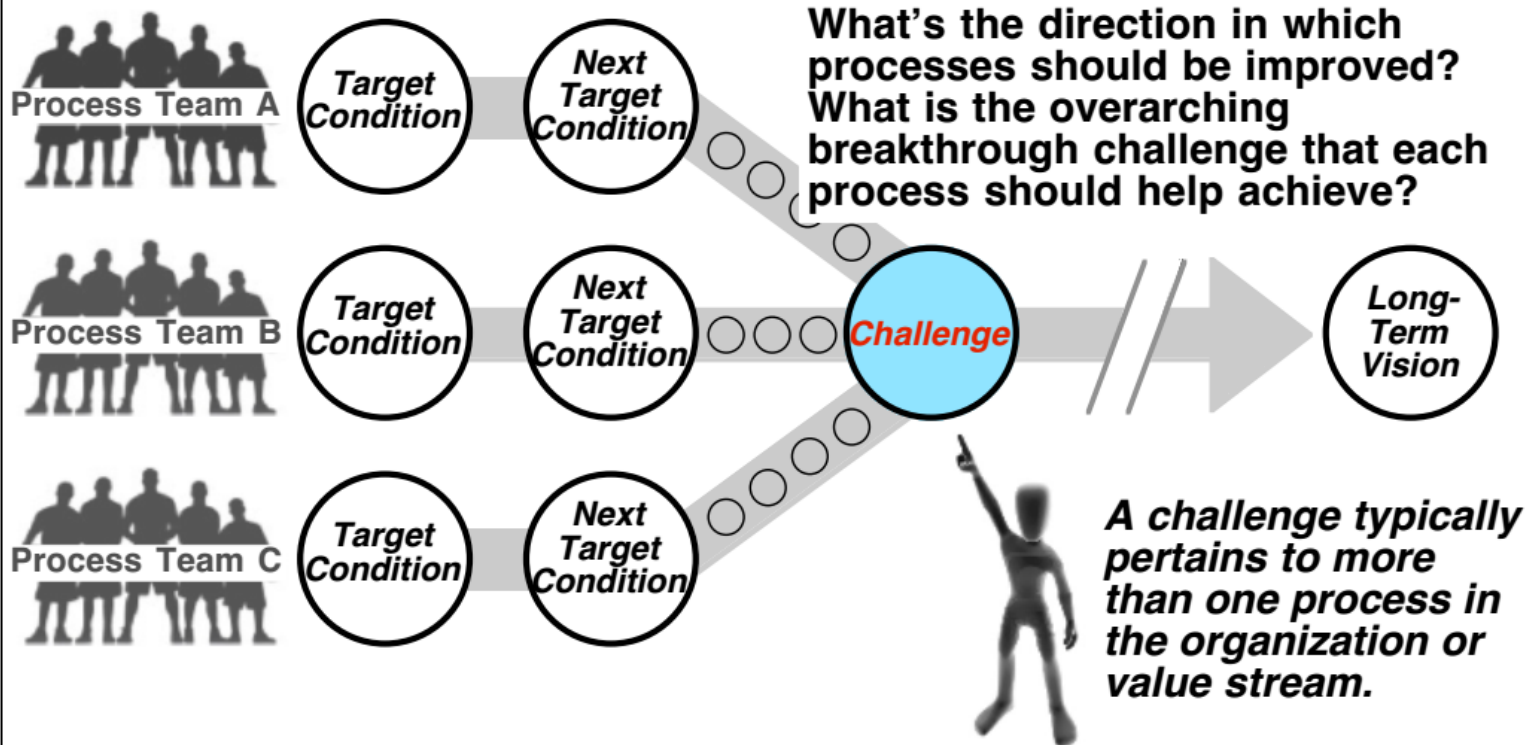 What's the direction in which
processes should be improved?
What is the overarching
breakthrough challenge that each
process should help achieve?
Process Team A
Target
Condition
Next
Target
Condition
Process Team B
Target
Condition
Next
Target
Condition
Challenge
Long-
Term
Vision
Process Team C
Target
Condition
Next
Target
Condition
A challenge typically
pertains to more
than one process in
the organization or
value stream.